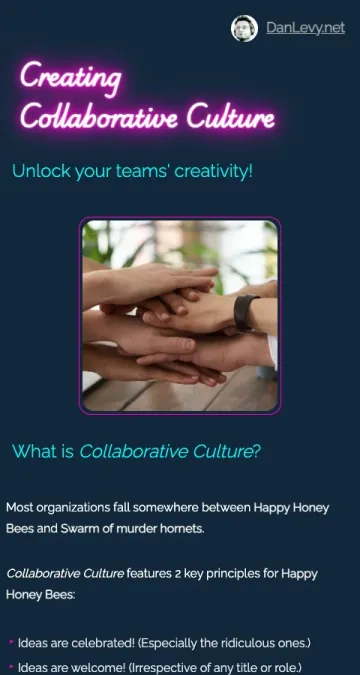 DanLevy.net
Creating
Collaborative Culture
Unlock your teams' creativity!
What is Collaborative Culture?
Most organizations fall somewhere between Happy Honey
Bees and Swarm of murder hornets.
Collaborative Culture features 2 key principles for Happy
Honey Bees:
Ideas are celebrated! (Especially the ridiculous ones.)
Ideas are welcome! (Irrespective of any title or role.)